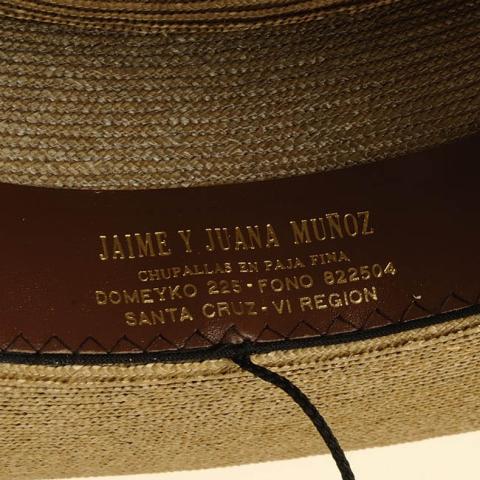 JAIME Y JUANA MUÑOZ
CHUPALLAS EN PAJA FINA
DOMEYKO 225 - FONO 822504
SANTA CRUZ - VI REGION